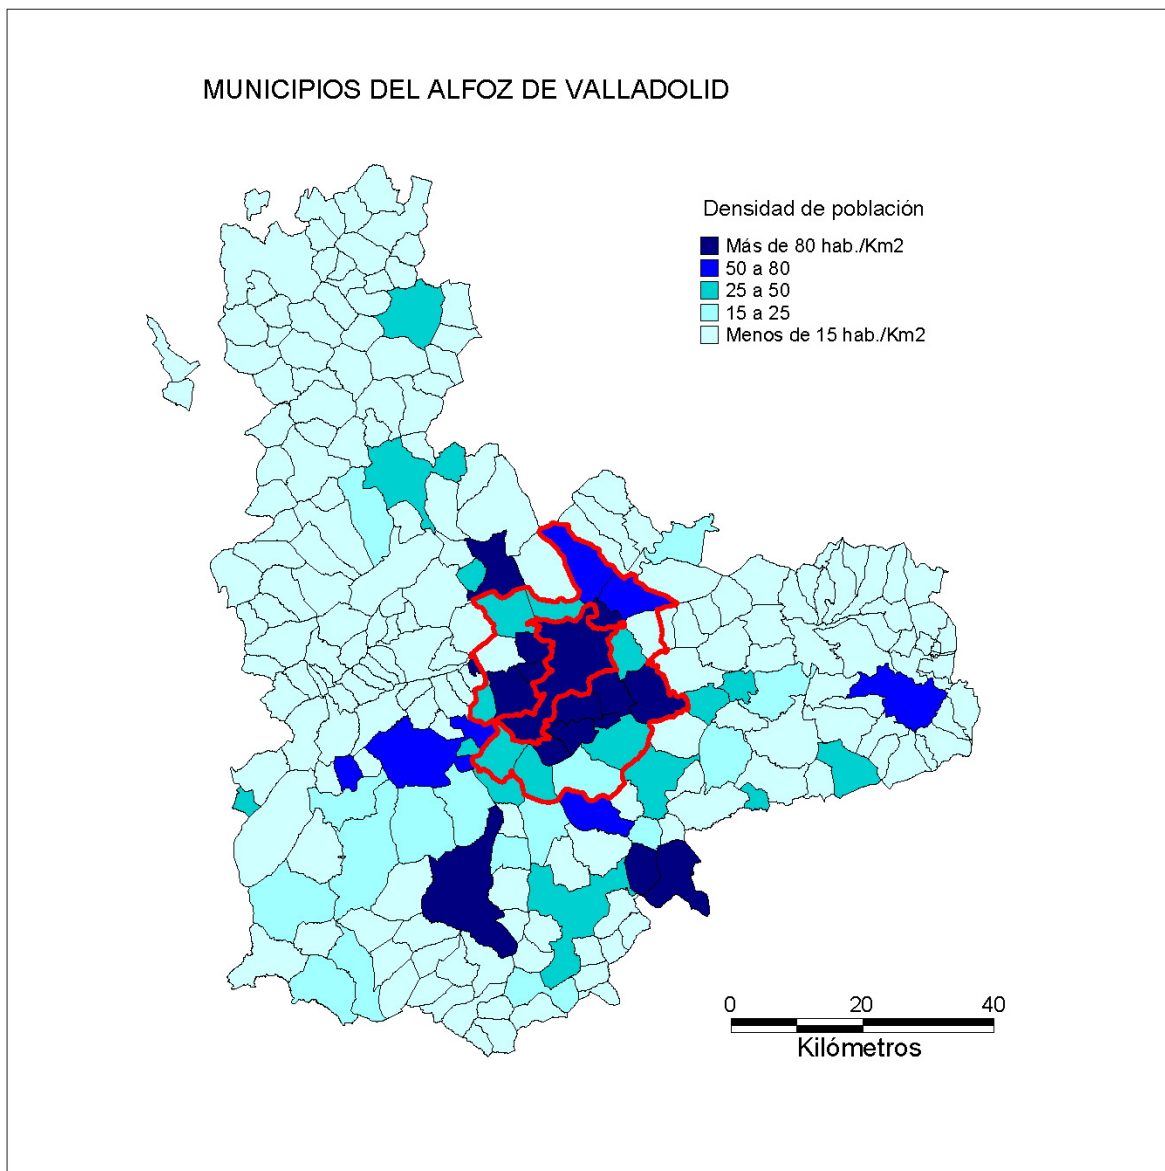 MUNICIPIOS DEL ALFOZ DE VALLADOLID
Densidad de población
Más de 80 hab./Km2
50 a 80
25 a 50
15 a 25
Menos de 15 hab./Km2
0 20 40
Kilómetros